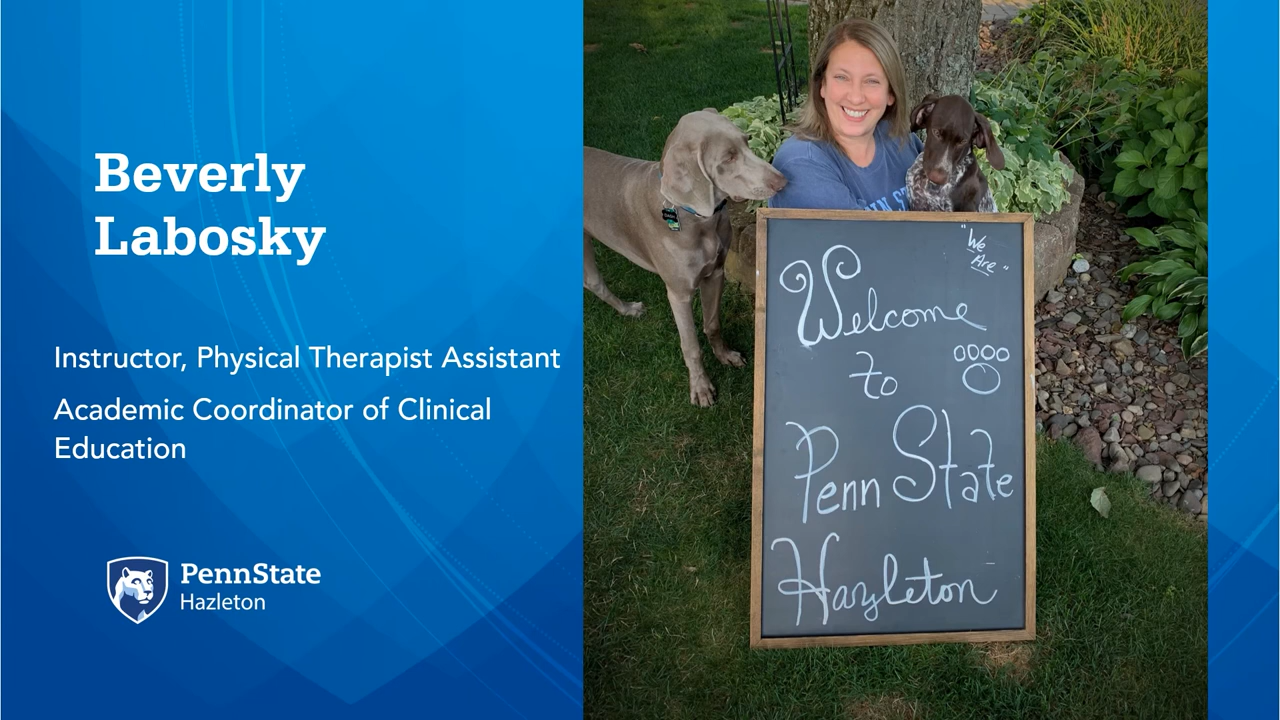 Beverly
Labosky
Instructor, Physical Therapist Assistant
Academic Coordinator of Clinical
Education
PennState
Hazleton
"We
Are"
Welcome
to
Penn State
Hazleton